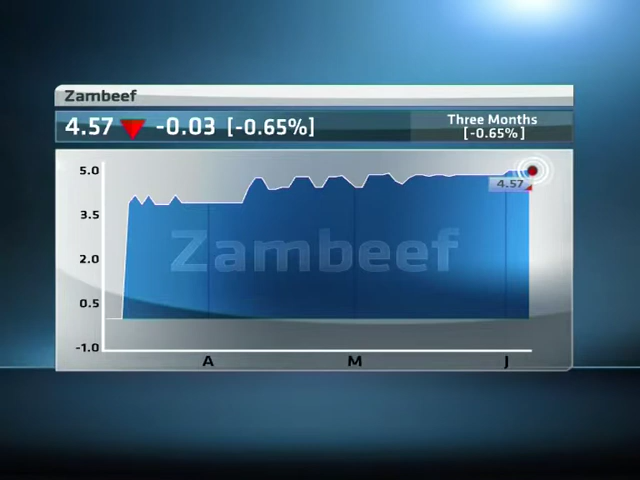 Zambeef
4.57 -0.03 [-0.65%]
Three Months
[-0.65%]
5.0
4.57
3.5
Zambeef
2.0
0.5
-1.0
A M J